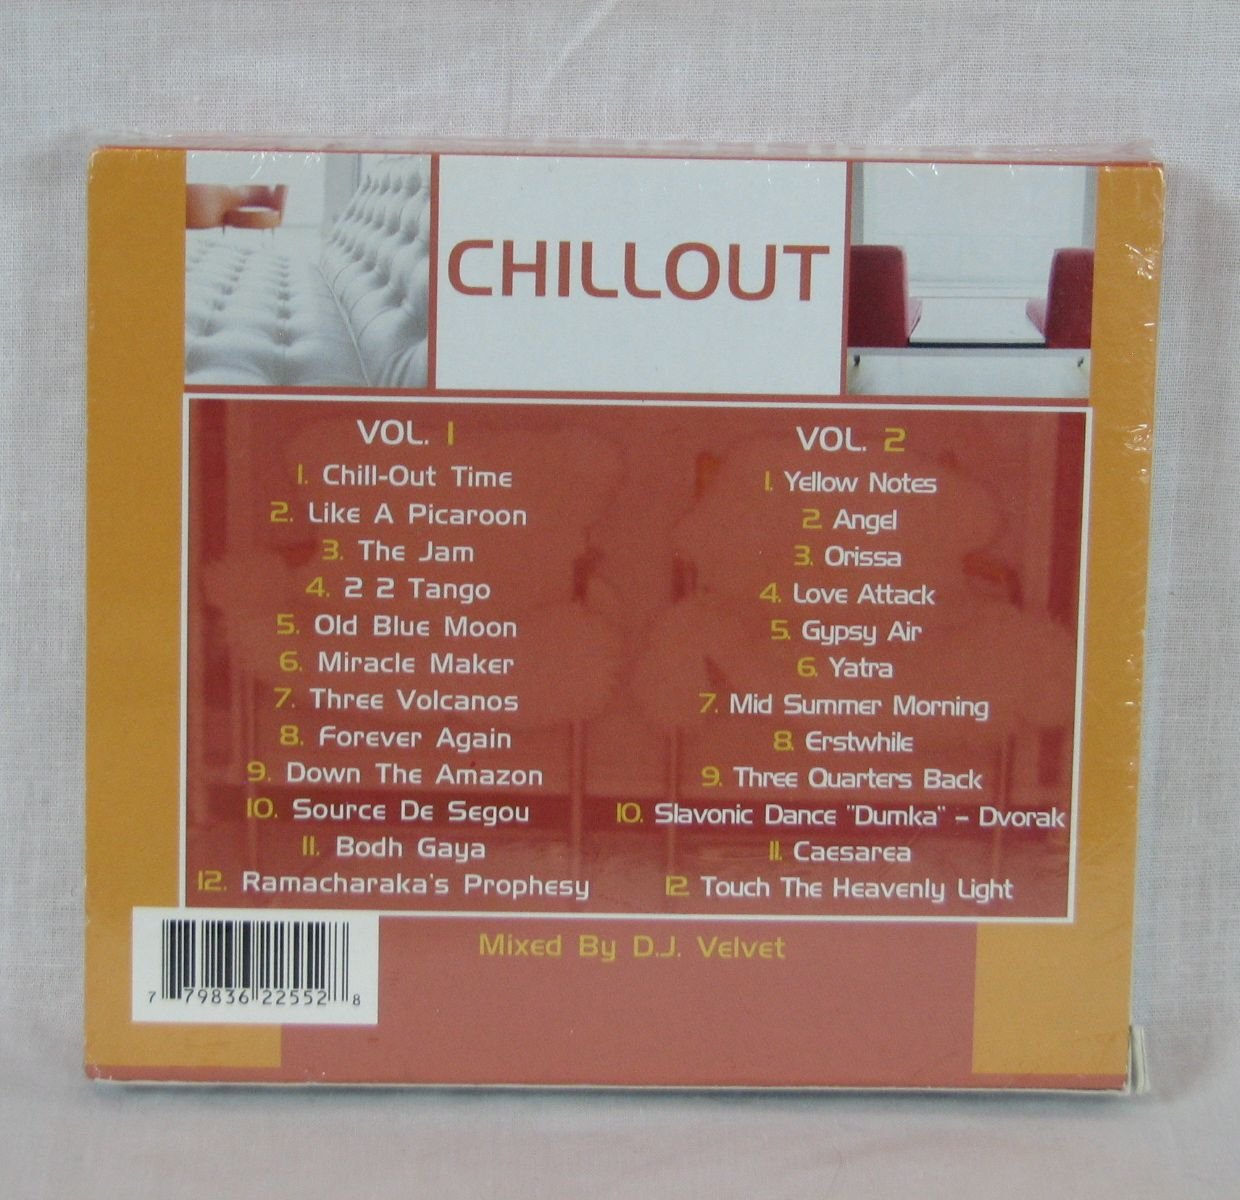 CHILLOUT
VOL. 1
1. Chill-Out Time
2. Like A Picaroon
3. The Jam
4. 2 2 Tango
5. Old Blue Moon
6. Miracle Maker
7. Three Volcanos
8. Forever Again
9. Down The Amazon
10. Source De Segou
11. Bodh Gaya
12. Ramacharaka's Prophesy
VOL. 2
1. Yellow Notes
2. Angel
3. Orissa
4. Love Attack
5. Gypsy Air
6. Yatra
7. Mid Summer Morning
8. Erstwhile
9. Three Quarters Back
10. Slavonic Dance "Dumka" - Dvorak
11. Caesarea
12. Touch The Heavenly Light
Mixed By D.J. Velvet
7 79836 22552 8